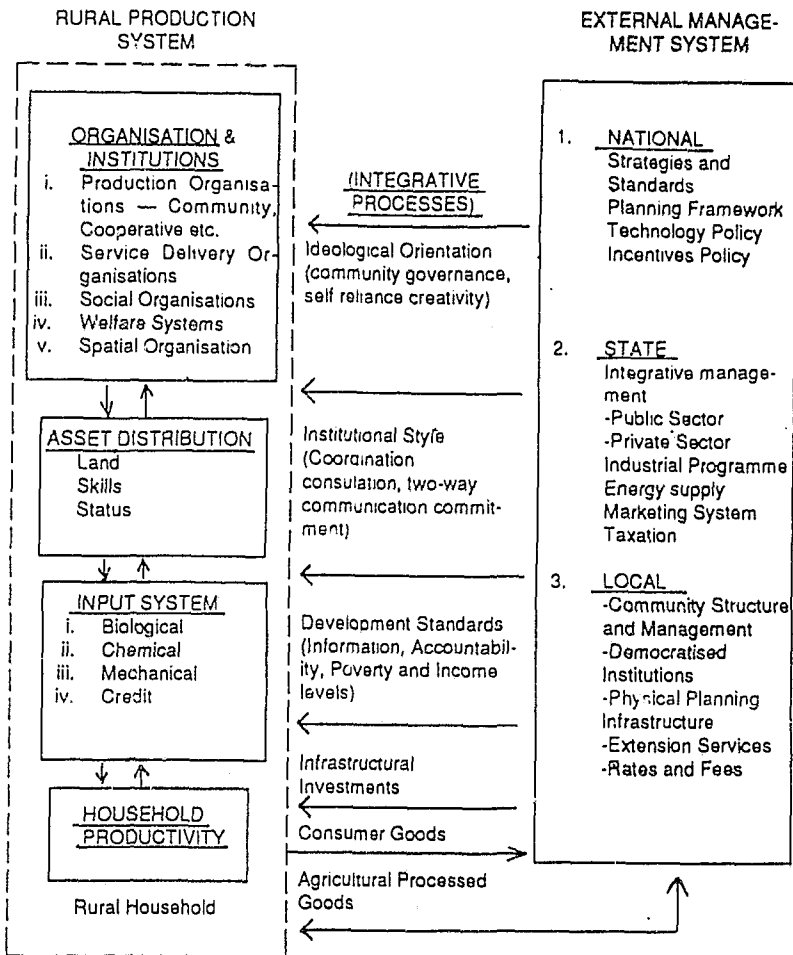 RURAL PRODUCTION
SYSTEM
ORGANISATION &
INSTITUTIONS
i. Production Organisa-
tions — Community,
Cooperative etc.
ii. Service Delivery Or-
ganisations
iii. Social Organisations
iv. Welfare Systems
v. Spatial Organisation
ASSET DISTRIBUTION
Land
Skills
Status
INPUT SYSTEM
i. Biological
ii. Chemical
iii. Mechanical
iv. Credit
HOUSEHOLD
PRODUCTIVITY
Rural Household
(INTEGRATIVE
PROCESSES)
Ideological Orientation
(community governance,
self reliance creativity)
Institutional Style
(Coordination
consulation, two-way
communication commit-
ment)
Development Standards
(Information, Accountabil-
ity, Poverty and Income
levels)
Infrastructural
Investments
Consumer Goods
Agricultural Processed
Goods
EXTERNAL MANAGE-
MENT SYSTEM
1. NATIONAL
Strategies and
Standards
Planning Framework
Technology Policy
Incentives Policy
2. STATE
Integrative manage-
ment
-Public Sector
-Private Sector
Industrial Programme
Energy supply
Marketing System
Taxation
3. LOCAL
-Community Structure
and Management
-Democratised
Institutions
-Physical Planning
Infrastructure
-Extension Services
-Rates and Fees